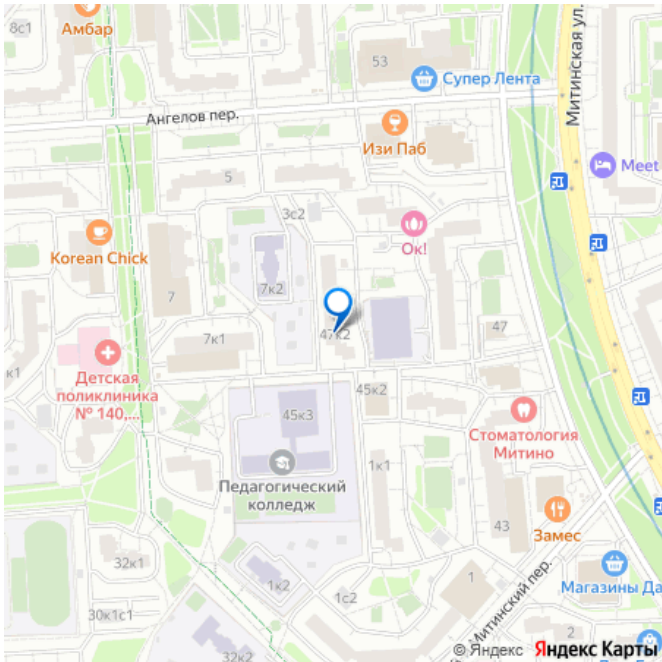 8с1
Амбар
53
Супер Лента
Митинская ул.
Ангелов пер.
Изи Паб
Meet
5
3с2
Ок!
Korean Chick
7к2
7
47к2
47
7к1
к1
Детская
поликлиника
№ 140,...
45к2
45к3
Стоматология
Митино
1к1
Педагогический
колледж
43
Замес
32к1
1к2
1
Магазины Да
30к1с1
1с2
Митинский пер.
2
32к2
© Яндекс Яндекс Карты